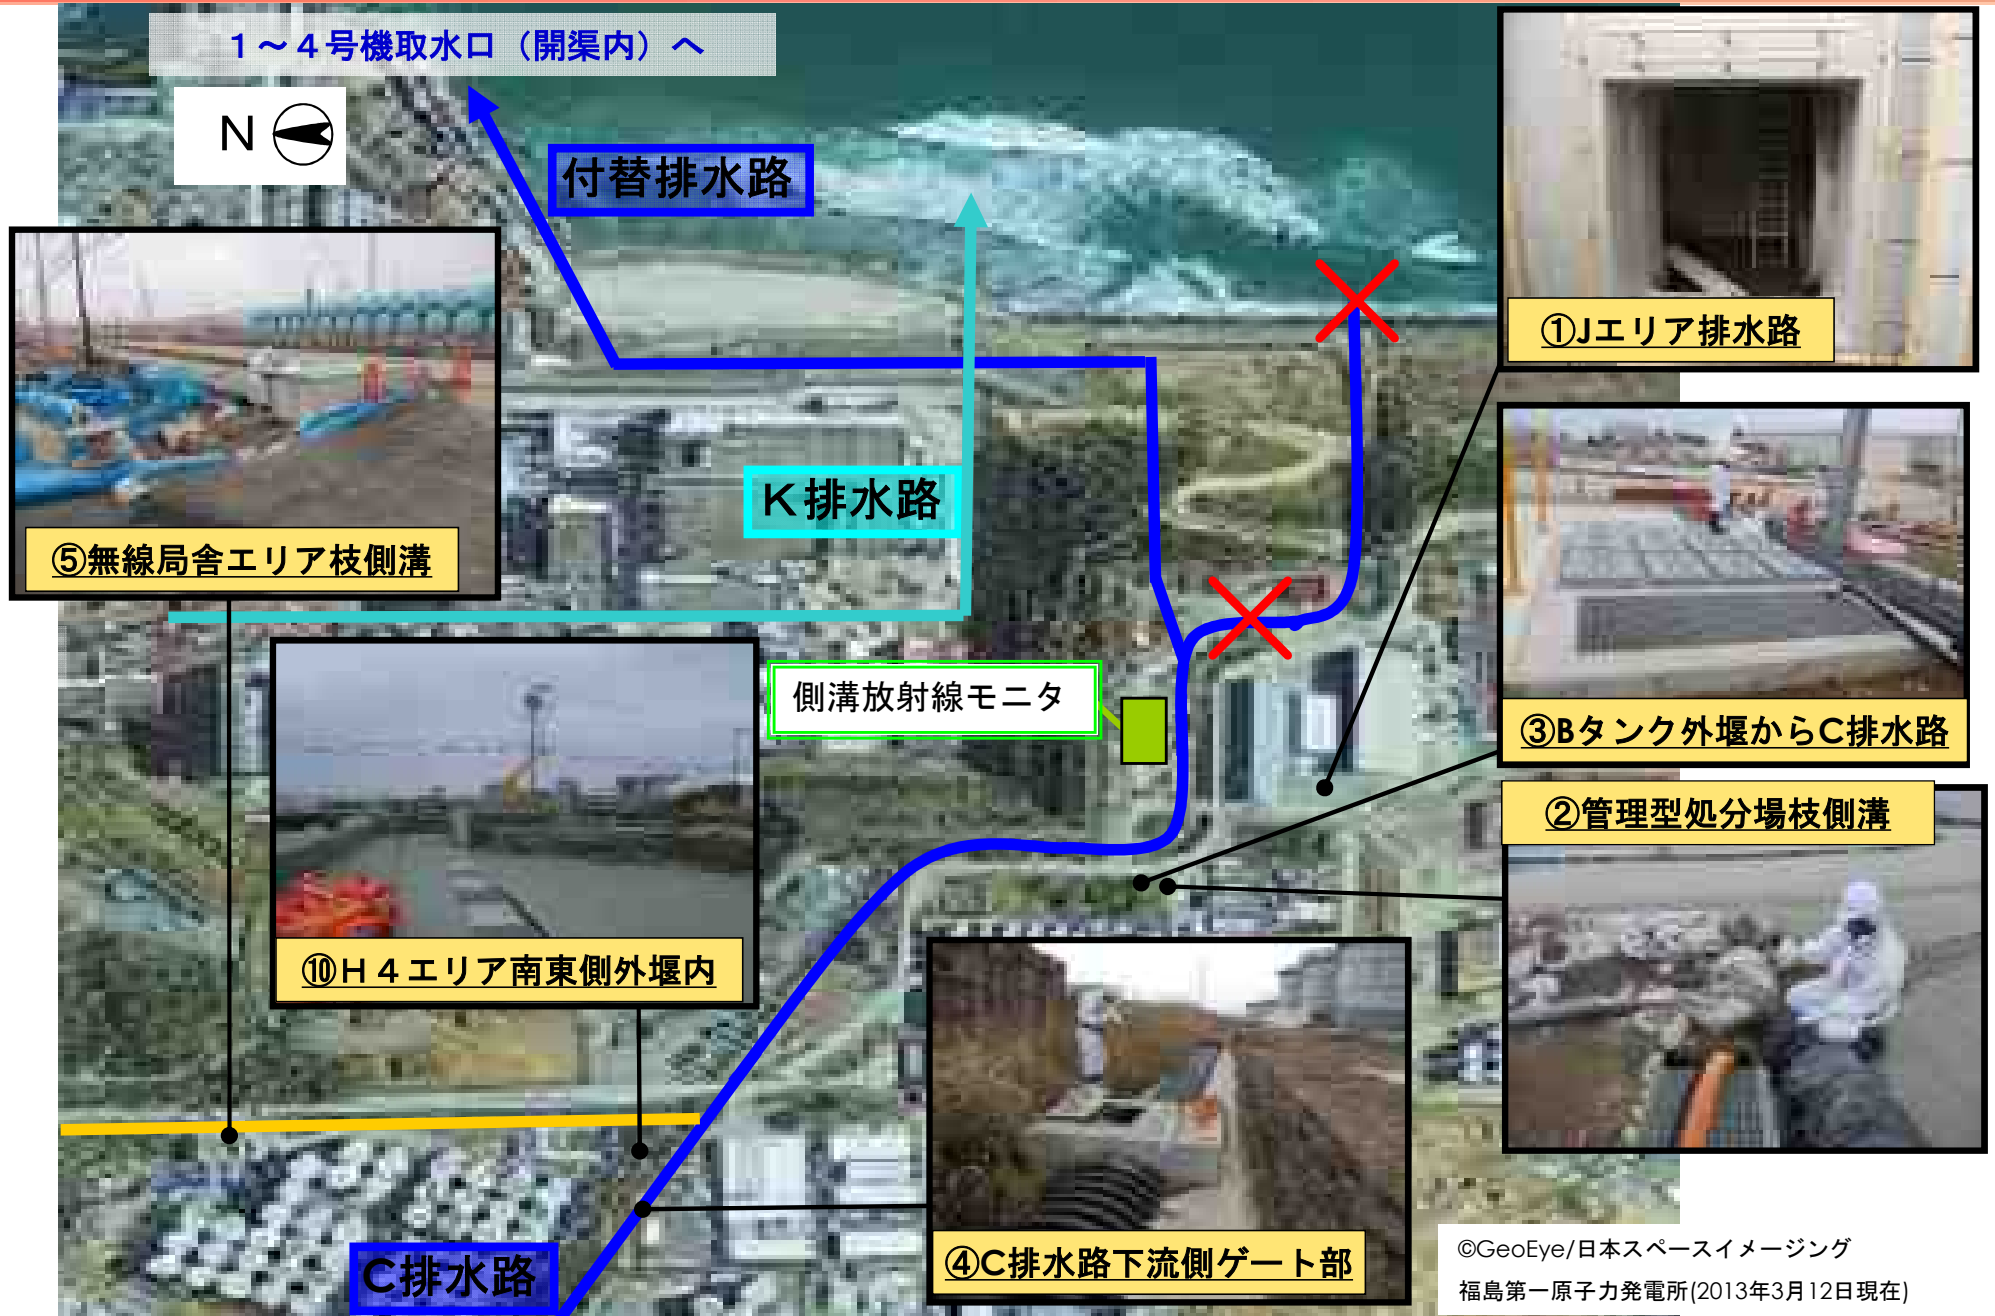 1～4号機取水口（開渠内）へ
N
付替排水路
①Jエリア排水路
K排水路
⑤無線局舎エリア枝側溝
側溝放射線モニタ
③Bタンク外堰からC排水路
②管理型処分場枝側溝
⑩H4エリア南東側外堰内
④C排水路下流側ゲート部
C排水路
©GeoEye/日本スペースイメージング
福島第一原子力発電所(2013年3月12日現在)